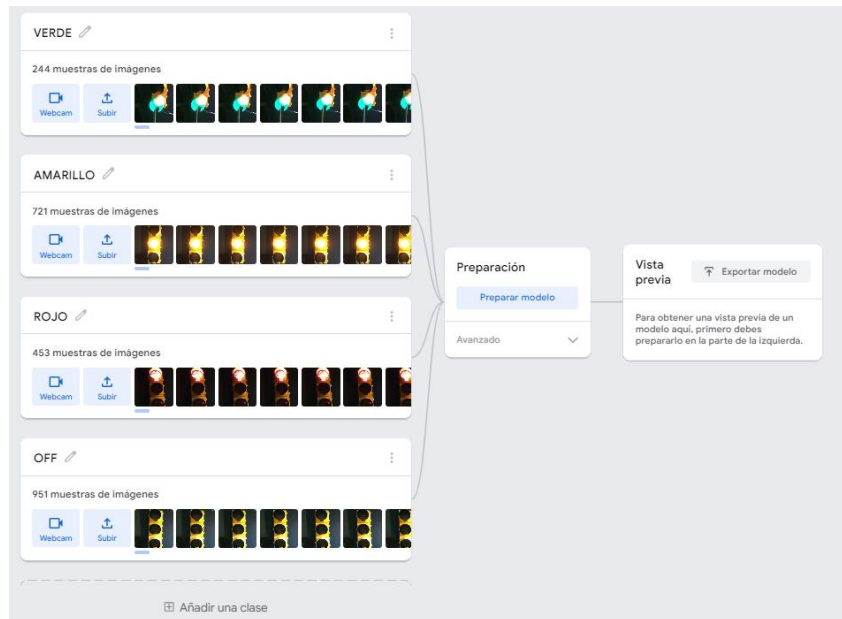 VERDE
244 muestras de imágenes
Webcam
Subir
AMARILLO
721 muestras de imágenes
Webcam
Subir
ROJO
453 muestras de imágenes
Webcam
Subir
OFF
951 muestras de imágenes
Webcam
Subir
Añadir una clase
Preparación
Preparar modelo
Avanzado
Vista
previa
Exportar modelo
Para obtener una vista previa de un
modelo aquí, primero debes
prepararlo en la parte de la izquierda.